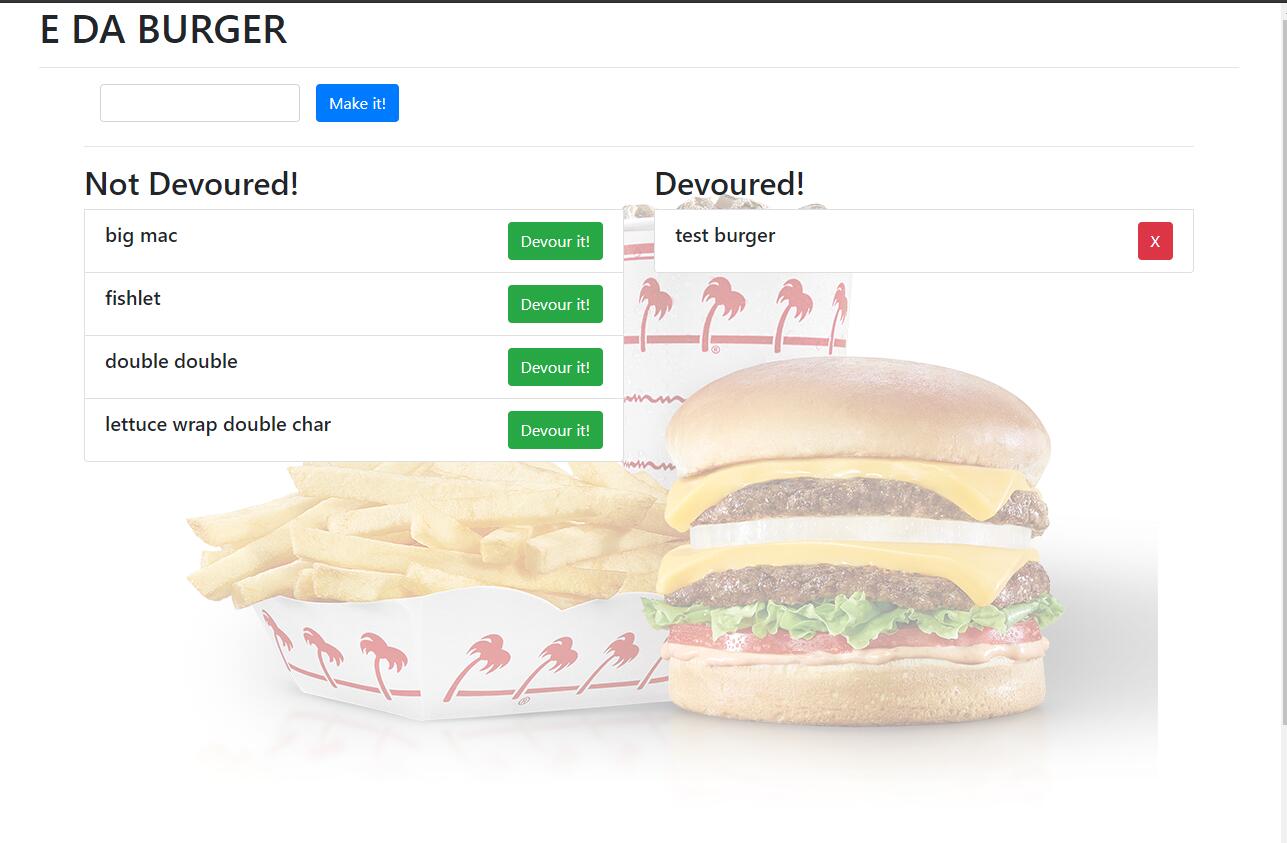 E DA BURGER
Make it!
Not Devoured!
Devoured!
big mac
Devour it!
test burger
X
fishlet
Devour it!
double double
Devour it!
lettuce wrap double char
Devour it!
®
®